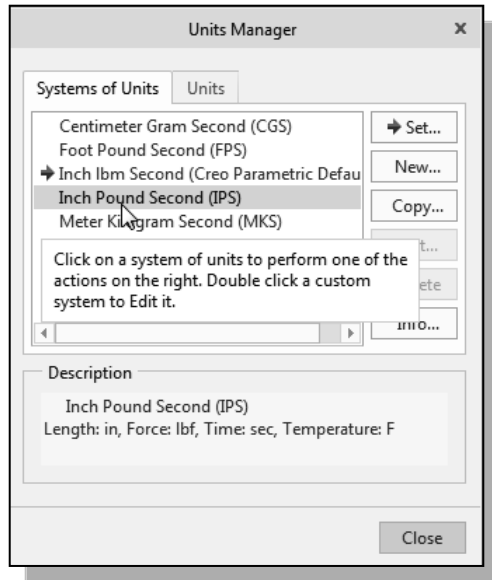 Units Manager
x
Systems of Units
Units
Centimeter Gram Second (CGS)
Foot Pound Second (FPS)
Inch lbm Second (Creo Parametric Defau
Inch Pound Second (IPS)
Meter Kilogram Second (MKS)
Click on a system of units to perform one of the
actions on the right. Double click a custom
system to Edit it.
Set...
New...
Copy...
t...
ete
Info...
Description
Inch Pound Second (IPS)
Length: in, Force: lbf, Time: sec, Temperature: F
Close